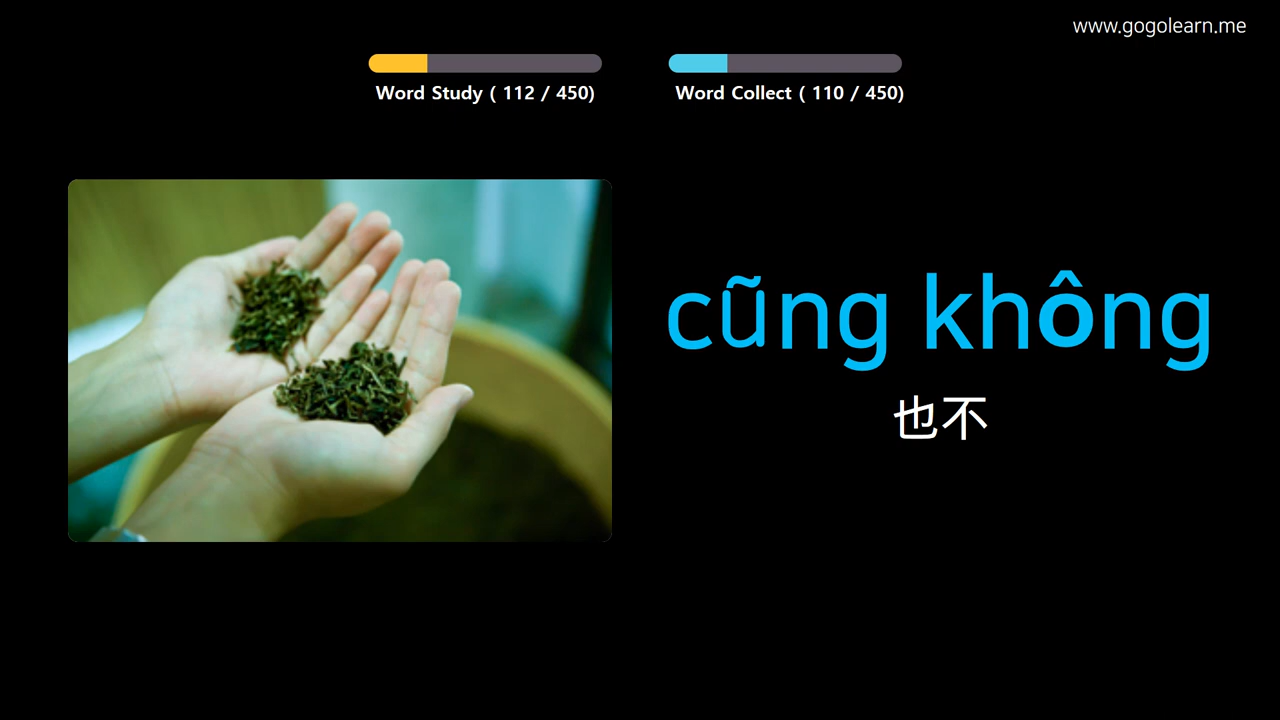 www.gogolearn.me
Word Study ( 112 / 450)
Word Collect ( 110 / 450)
cũng không
也不